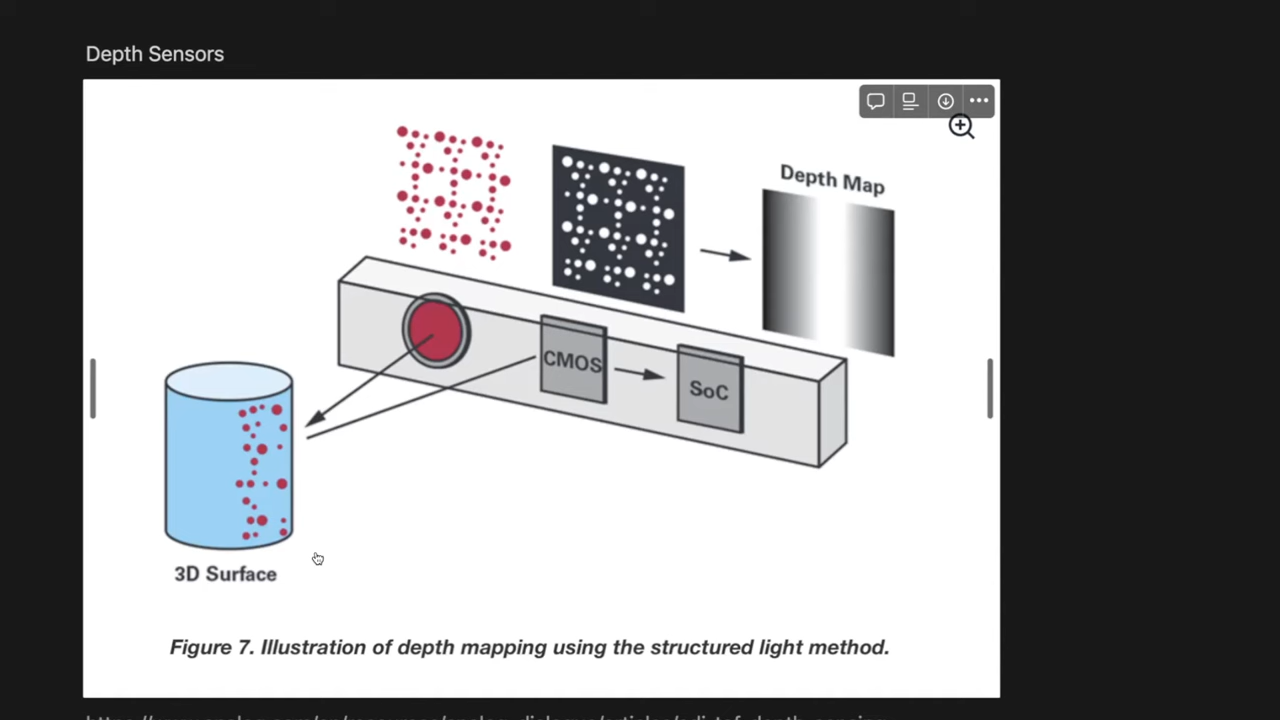 Depth Sensors
Depth Map
CMOS
SoC
3D Surface
Figure 7. Illustration of depth mapping using the structured light method.